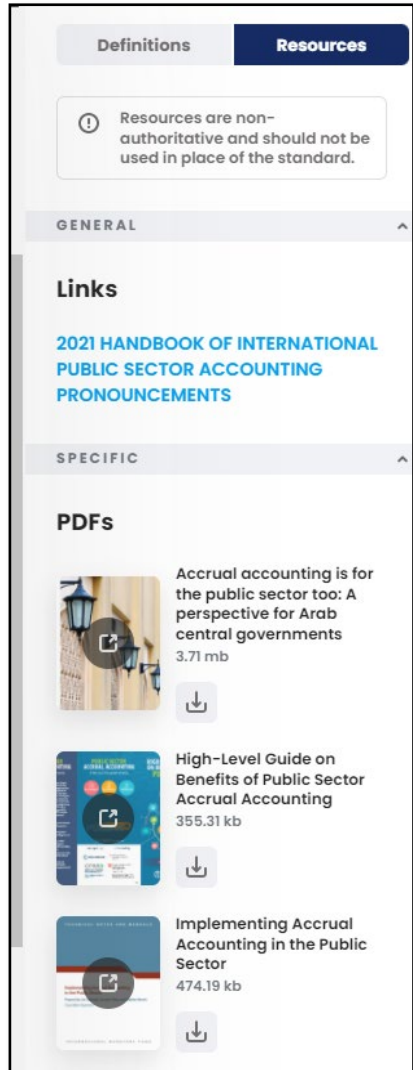 Definitions
Resources
Resources are non-
authoritative and should not be
used in place of the standard.
GENERAL
Links
2021 HANDBOOK OF INTERNATIONAL
PUBLIC SECTOR ACCOUNTING
PRONOUNCEMENTS
SPECIFIC
PDFs
Accrual accounting is for
the public sector too: A
perspective for Arab
central governments
3.71 mb
High-Level Guide on
Benefits of Public Sector
Accrual Accounting
355.31 kb
Implementing Accrual
Accounting in the Public
Sector
474.19 kb